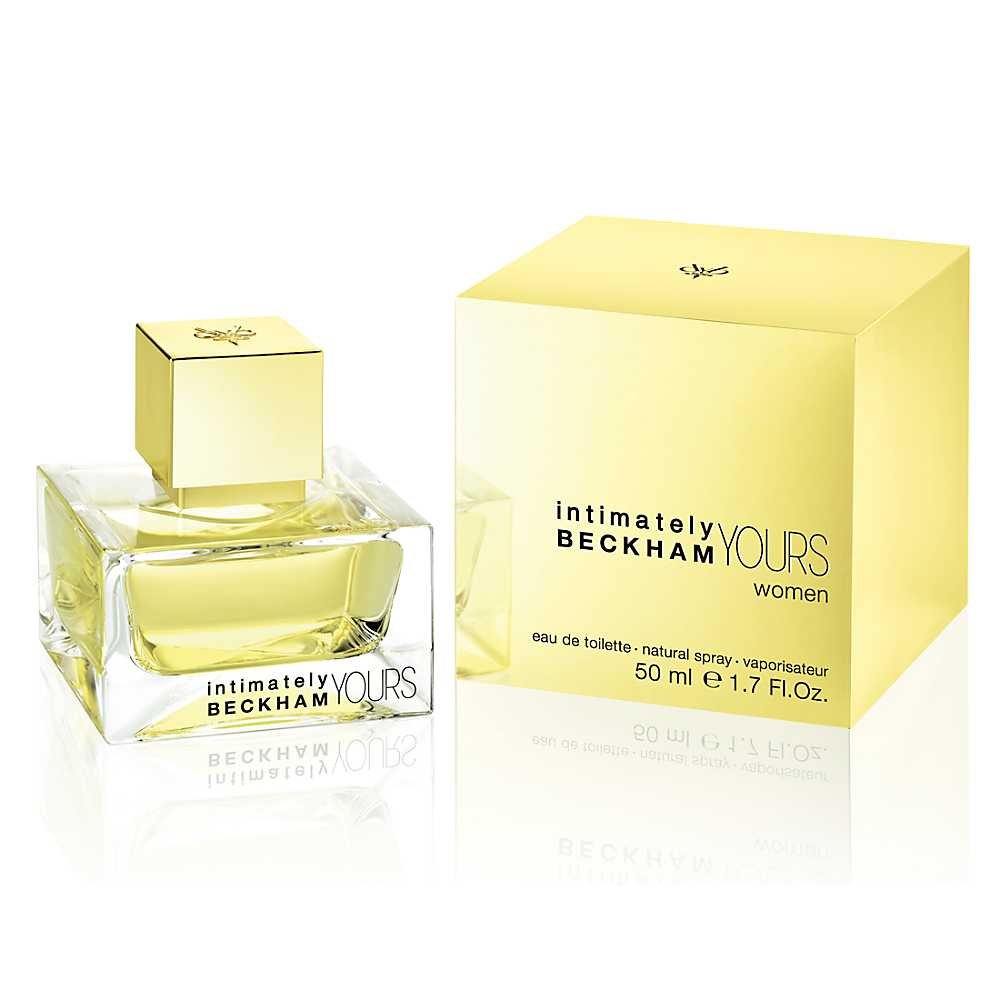 intimately
BECKHAM YOURS
intimately
BECKHAM YOURS
women
eau de toilette · natural spray · vaporisateur
50 ml ℮ 1.7 Fl.Oz.